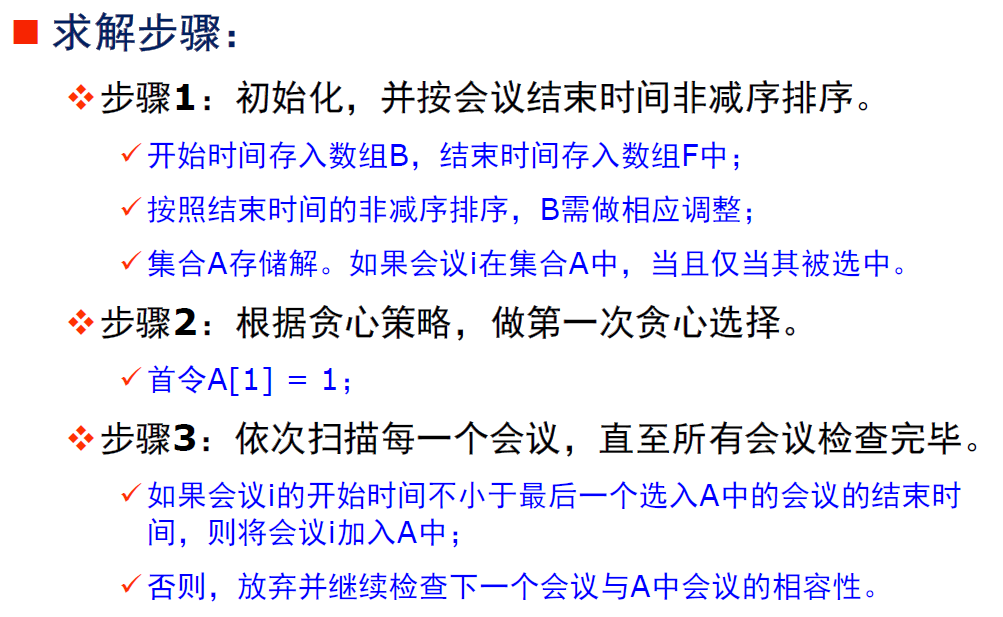 求解步骤：
步骤1：初始化，并按会议结束时间非减序排序。
开始时间存入数组B，结束时间存入数组F中；
按照结束时间的非减序排序，B需做相应调整；
集合A存储解。如果会议i在集合A中，当且仅当其被选中。
步骤2：根据贪心策略，做第一次贪心选择。
首令A[1] = 1；
步骤3：依次扫描每一个会议，直至所有会议检查完毕。
如果会议i的开始时间不小于最后一个选入A中的会议的结束时
间，则将会议i加入A中；
否则，放弃并继续检查下一个会议与A中会议的相容性。